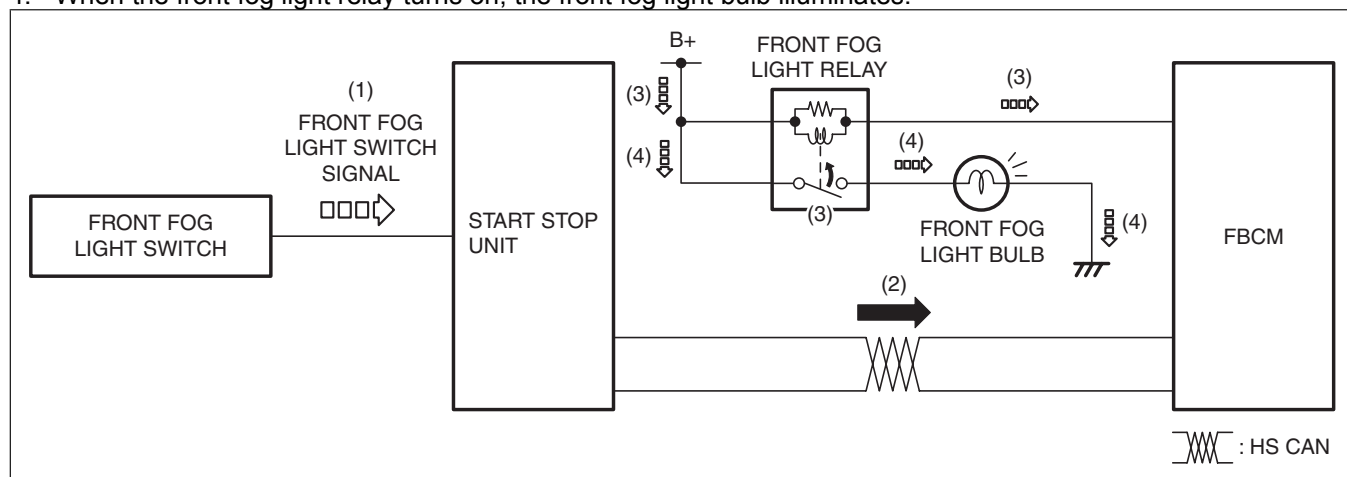 4. When the front fog light relay turns on, the front fog light bulb illuminates.
B+
FRONT FOG
LIGHT RELAY
(1)
FRONT FOG
LIGHT SWITCH
SIGNAL
(3)
(3)
(4)
(4)
(3)
FRONT FOG
LIGHT SWITCH
START STOP
UNIT
FRONT FOG
LIGHT BULB
(4)
FBCM
(2)
: HS CAN